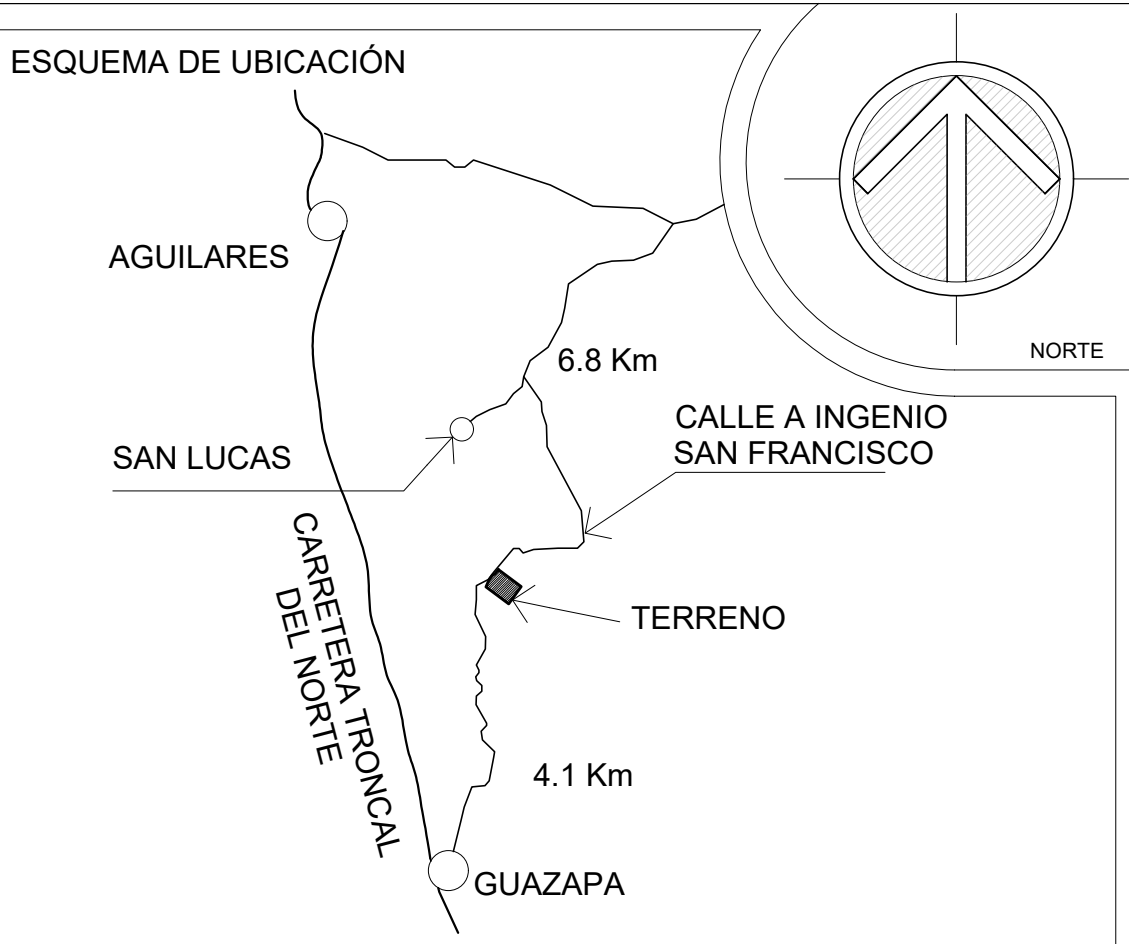 ESQUEMA DE UBICACIÓN
AGUILARES
NORTE
6.8 Km
CALLE A INGENIO
SAN FRANCISCO
SAN LUCAS
CARRETERA TRONCAL
DEL NORTE
TERRENO
4.1 Km
GUAZAPA